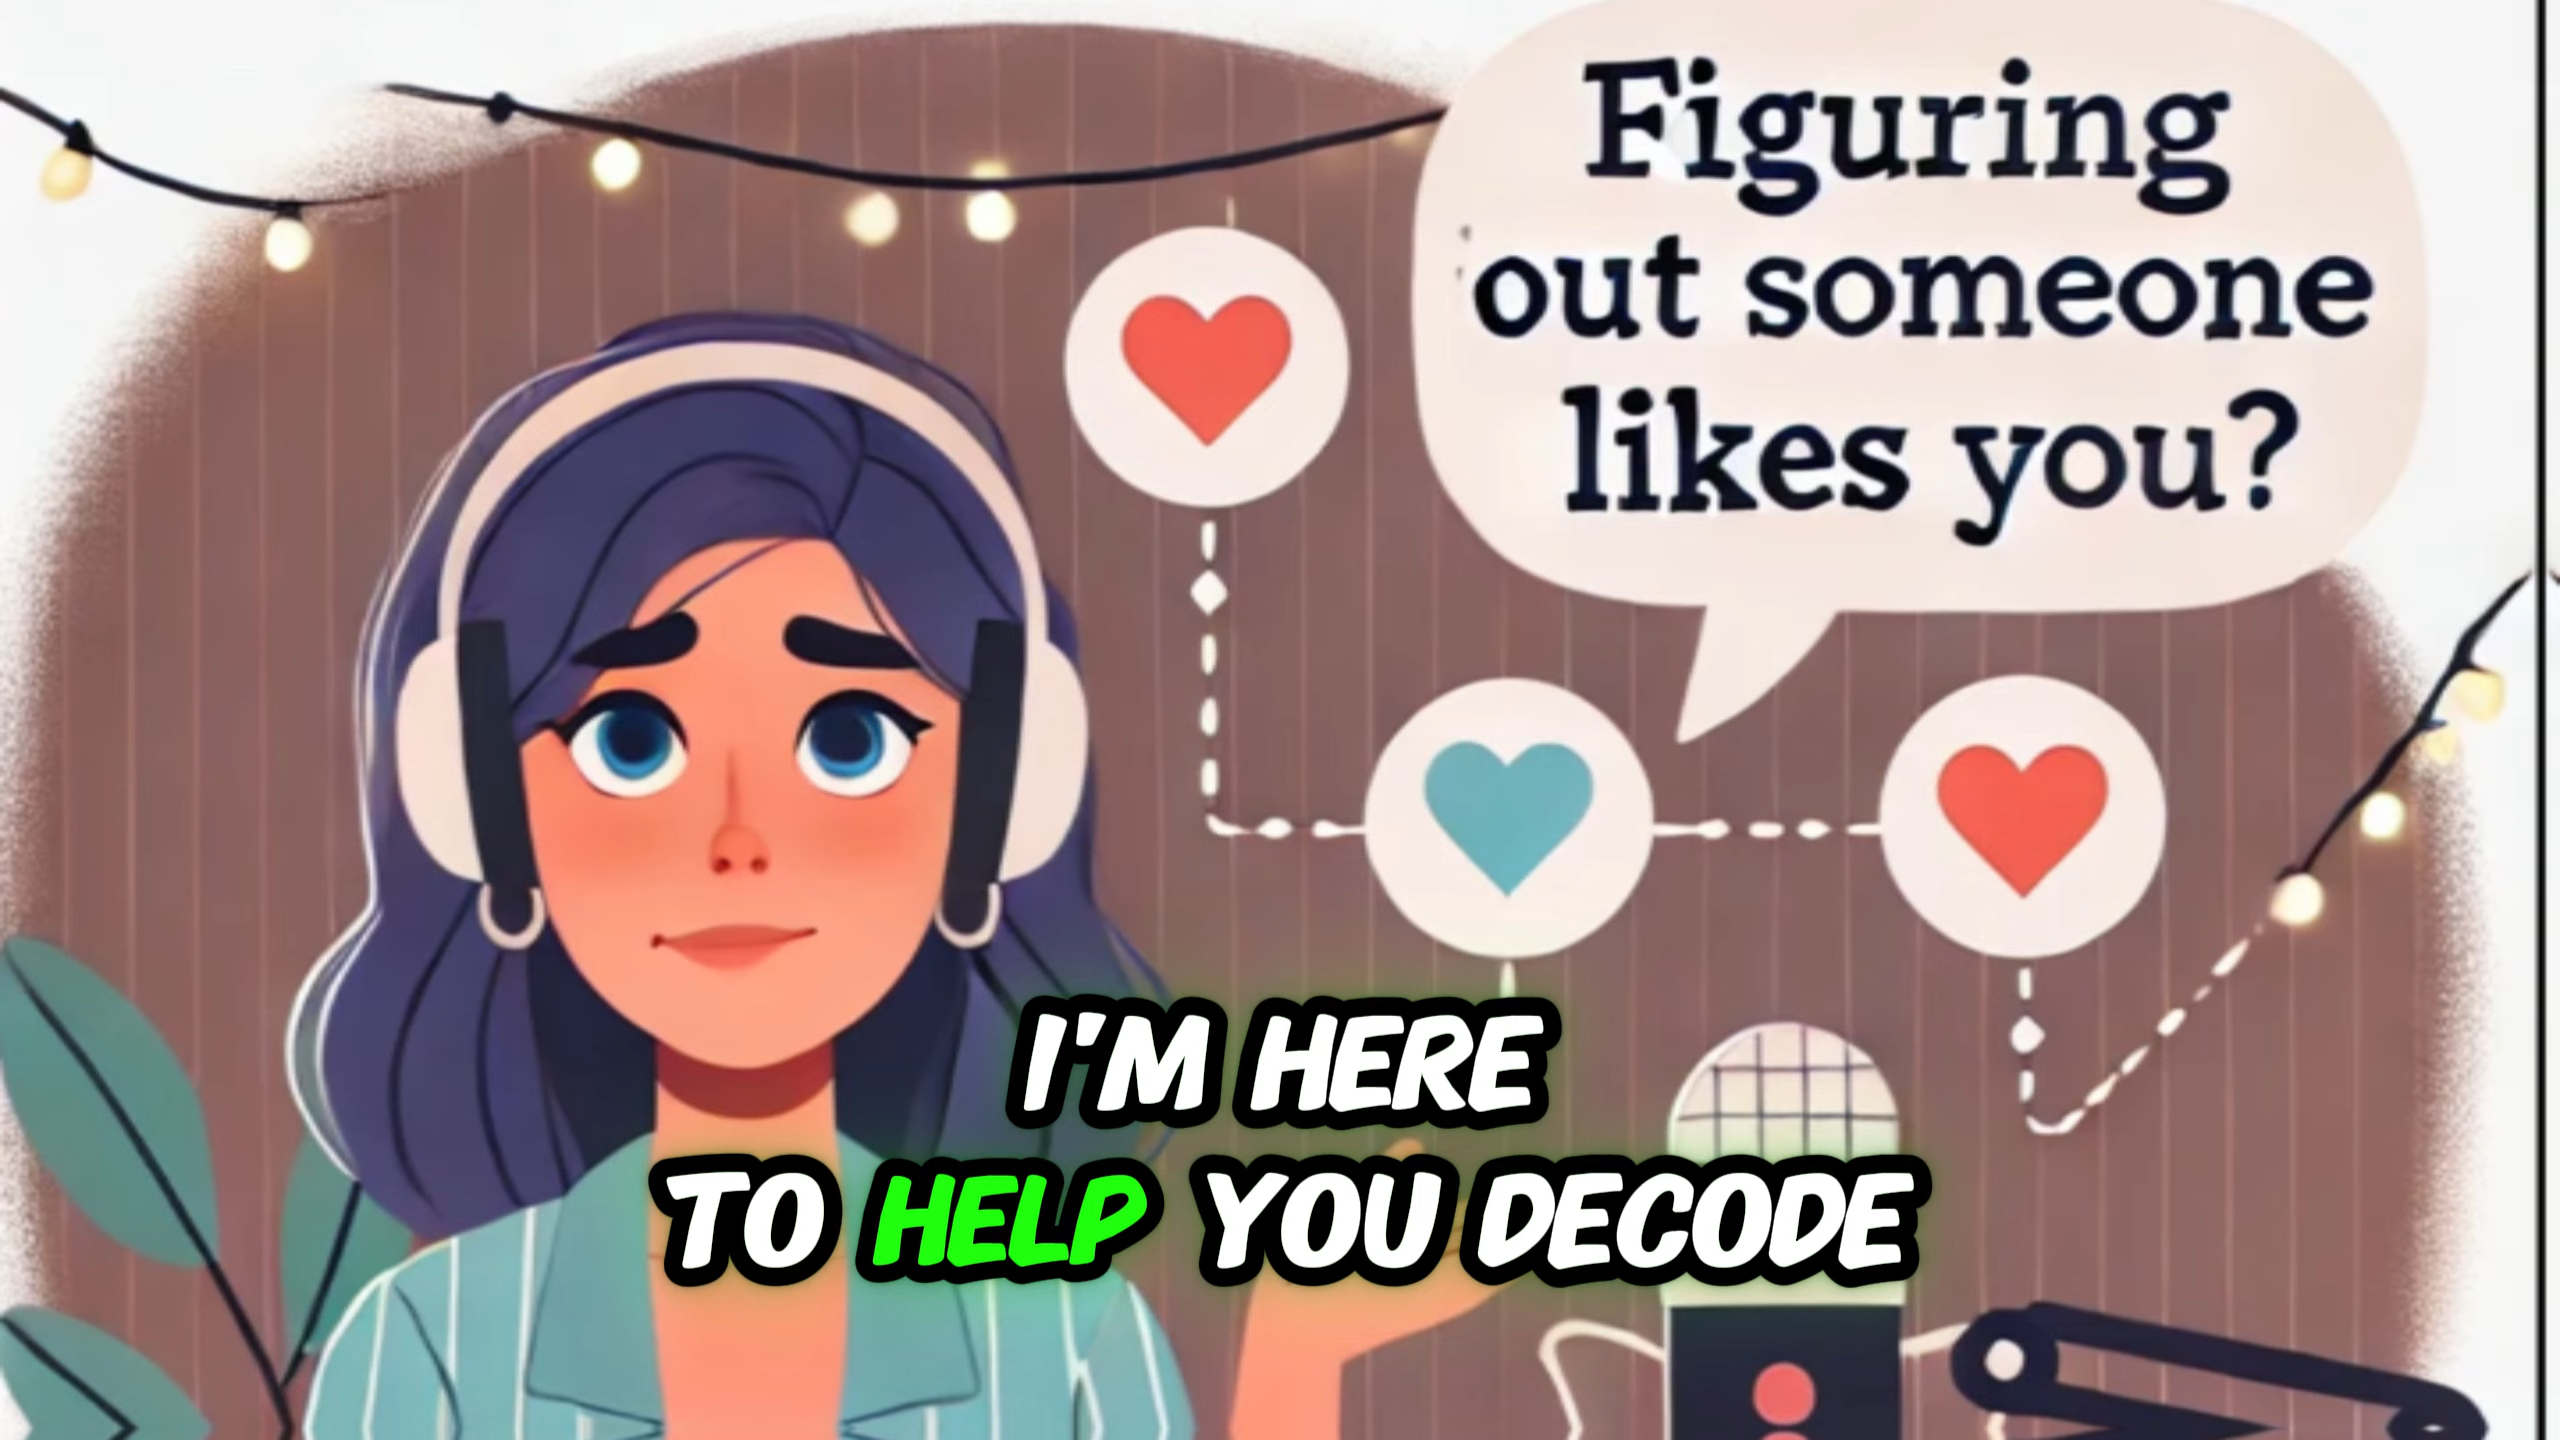 Figuring
out someone
likes you?
I'M HERE
TO HELP YOU DECODE